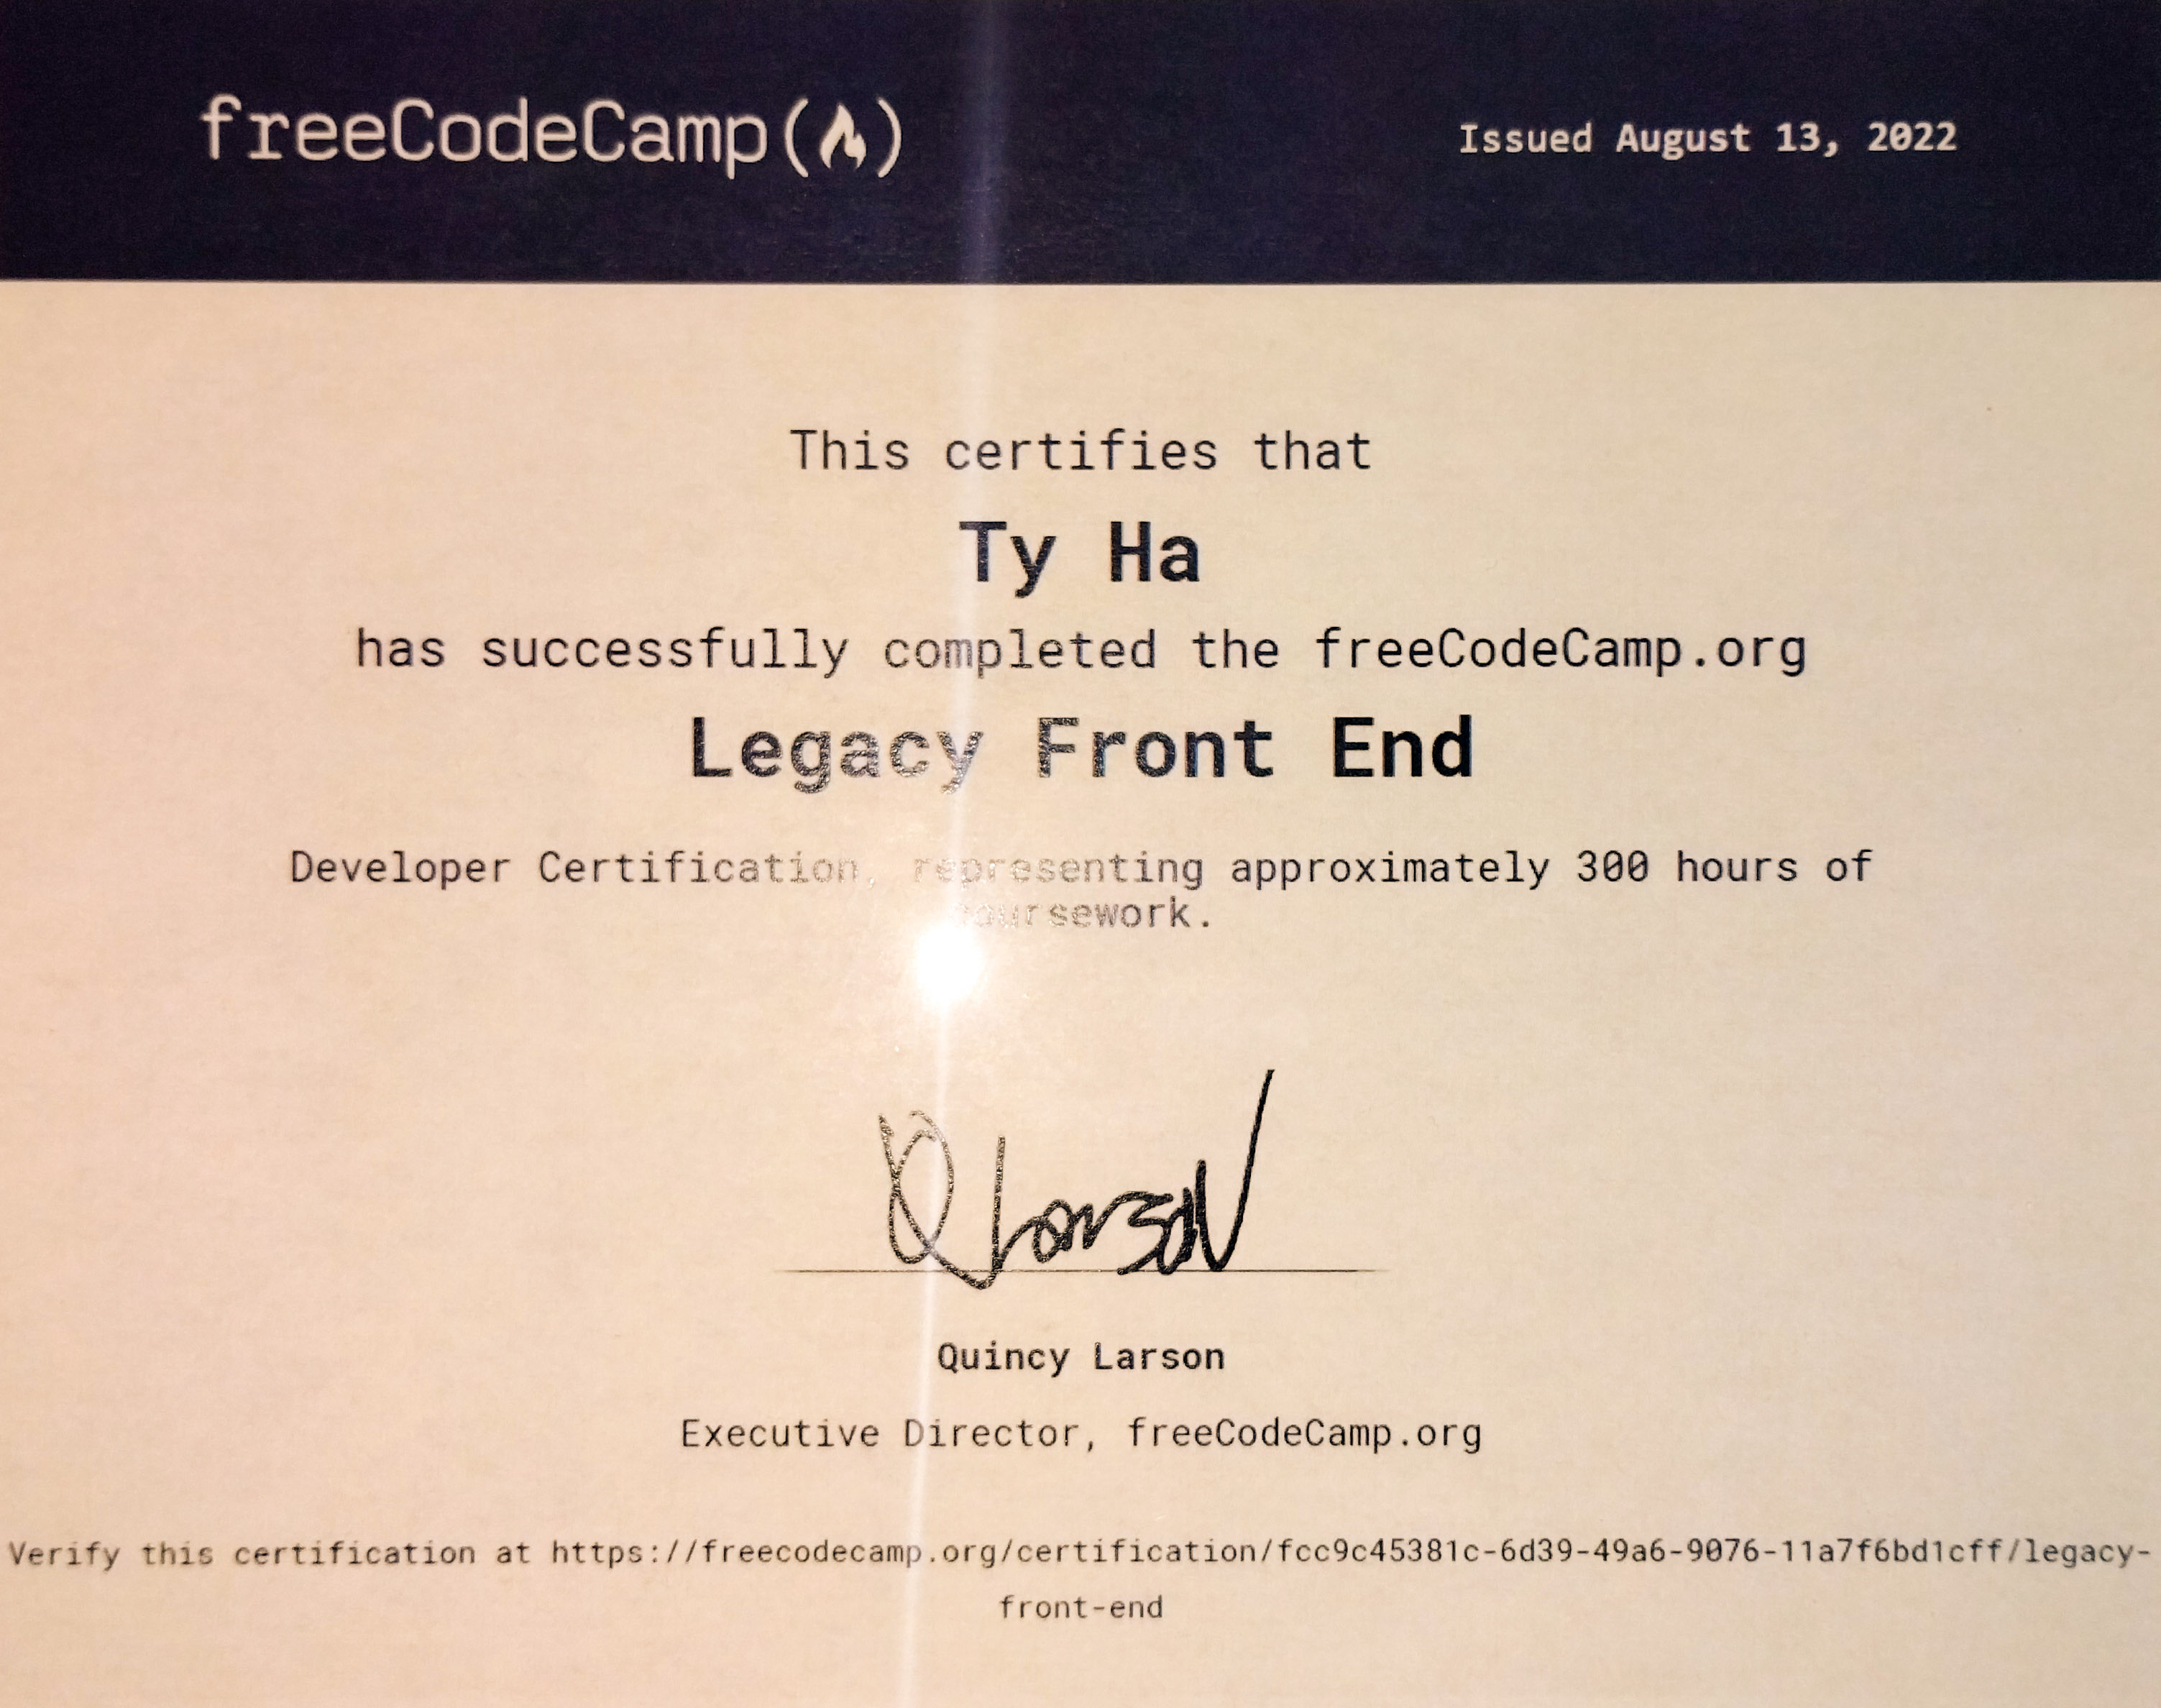 freeCodeCamp(🔥)
Issued August 13, 2022
This certifies that
Ty Ha
has successfully completed the freeCodeCamp.org
Legacy Front End
Developer Certification, representing approximately 300 hours of
coursework.
Q Larson
Quincy Larson
Executive Director, freeCodeCamp.org
Verify this certification at https://freecodecamp.org/certification/fcc9c45381c-6d39-49a6-9076-11a7f6bd1cff/legacy-
front-end